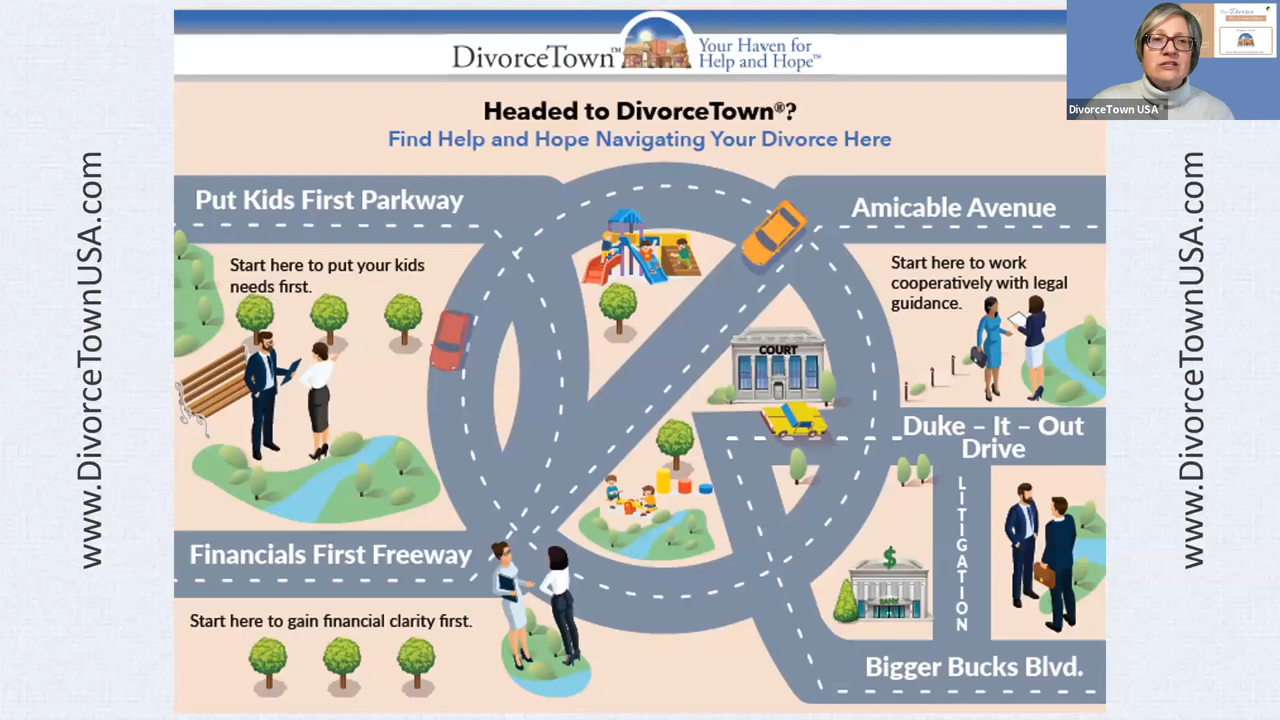 DivorceTown™
Your Haven for
Help and Hope™
Headed to DivorceTown®?
Find Help and Hope Navigating Your Divorce Here
Put Kids First Parkway
Amicable Avenue
Start here to put your kids
needs first.
Start here to work
cooperatively with legal
guidance.
COURT
Duke – It – Out
Drive
LITIGATION
Financials First Freeway
$
BANK
Start here to gain financial clarity first.
Bigger Bucks Blvd.
www.DivorceTownUSA.com
www.DivorceTownUSA.com
DivorceTown USA®
The Divorce